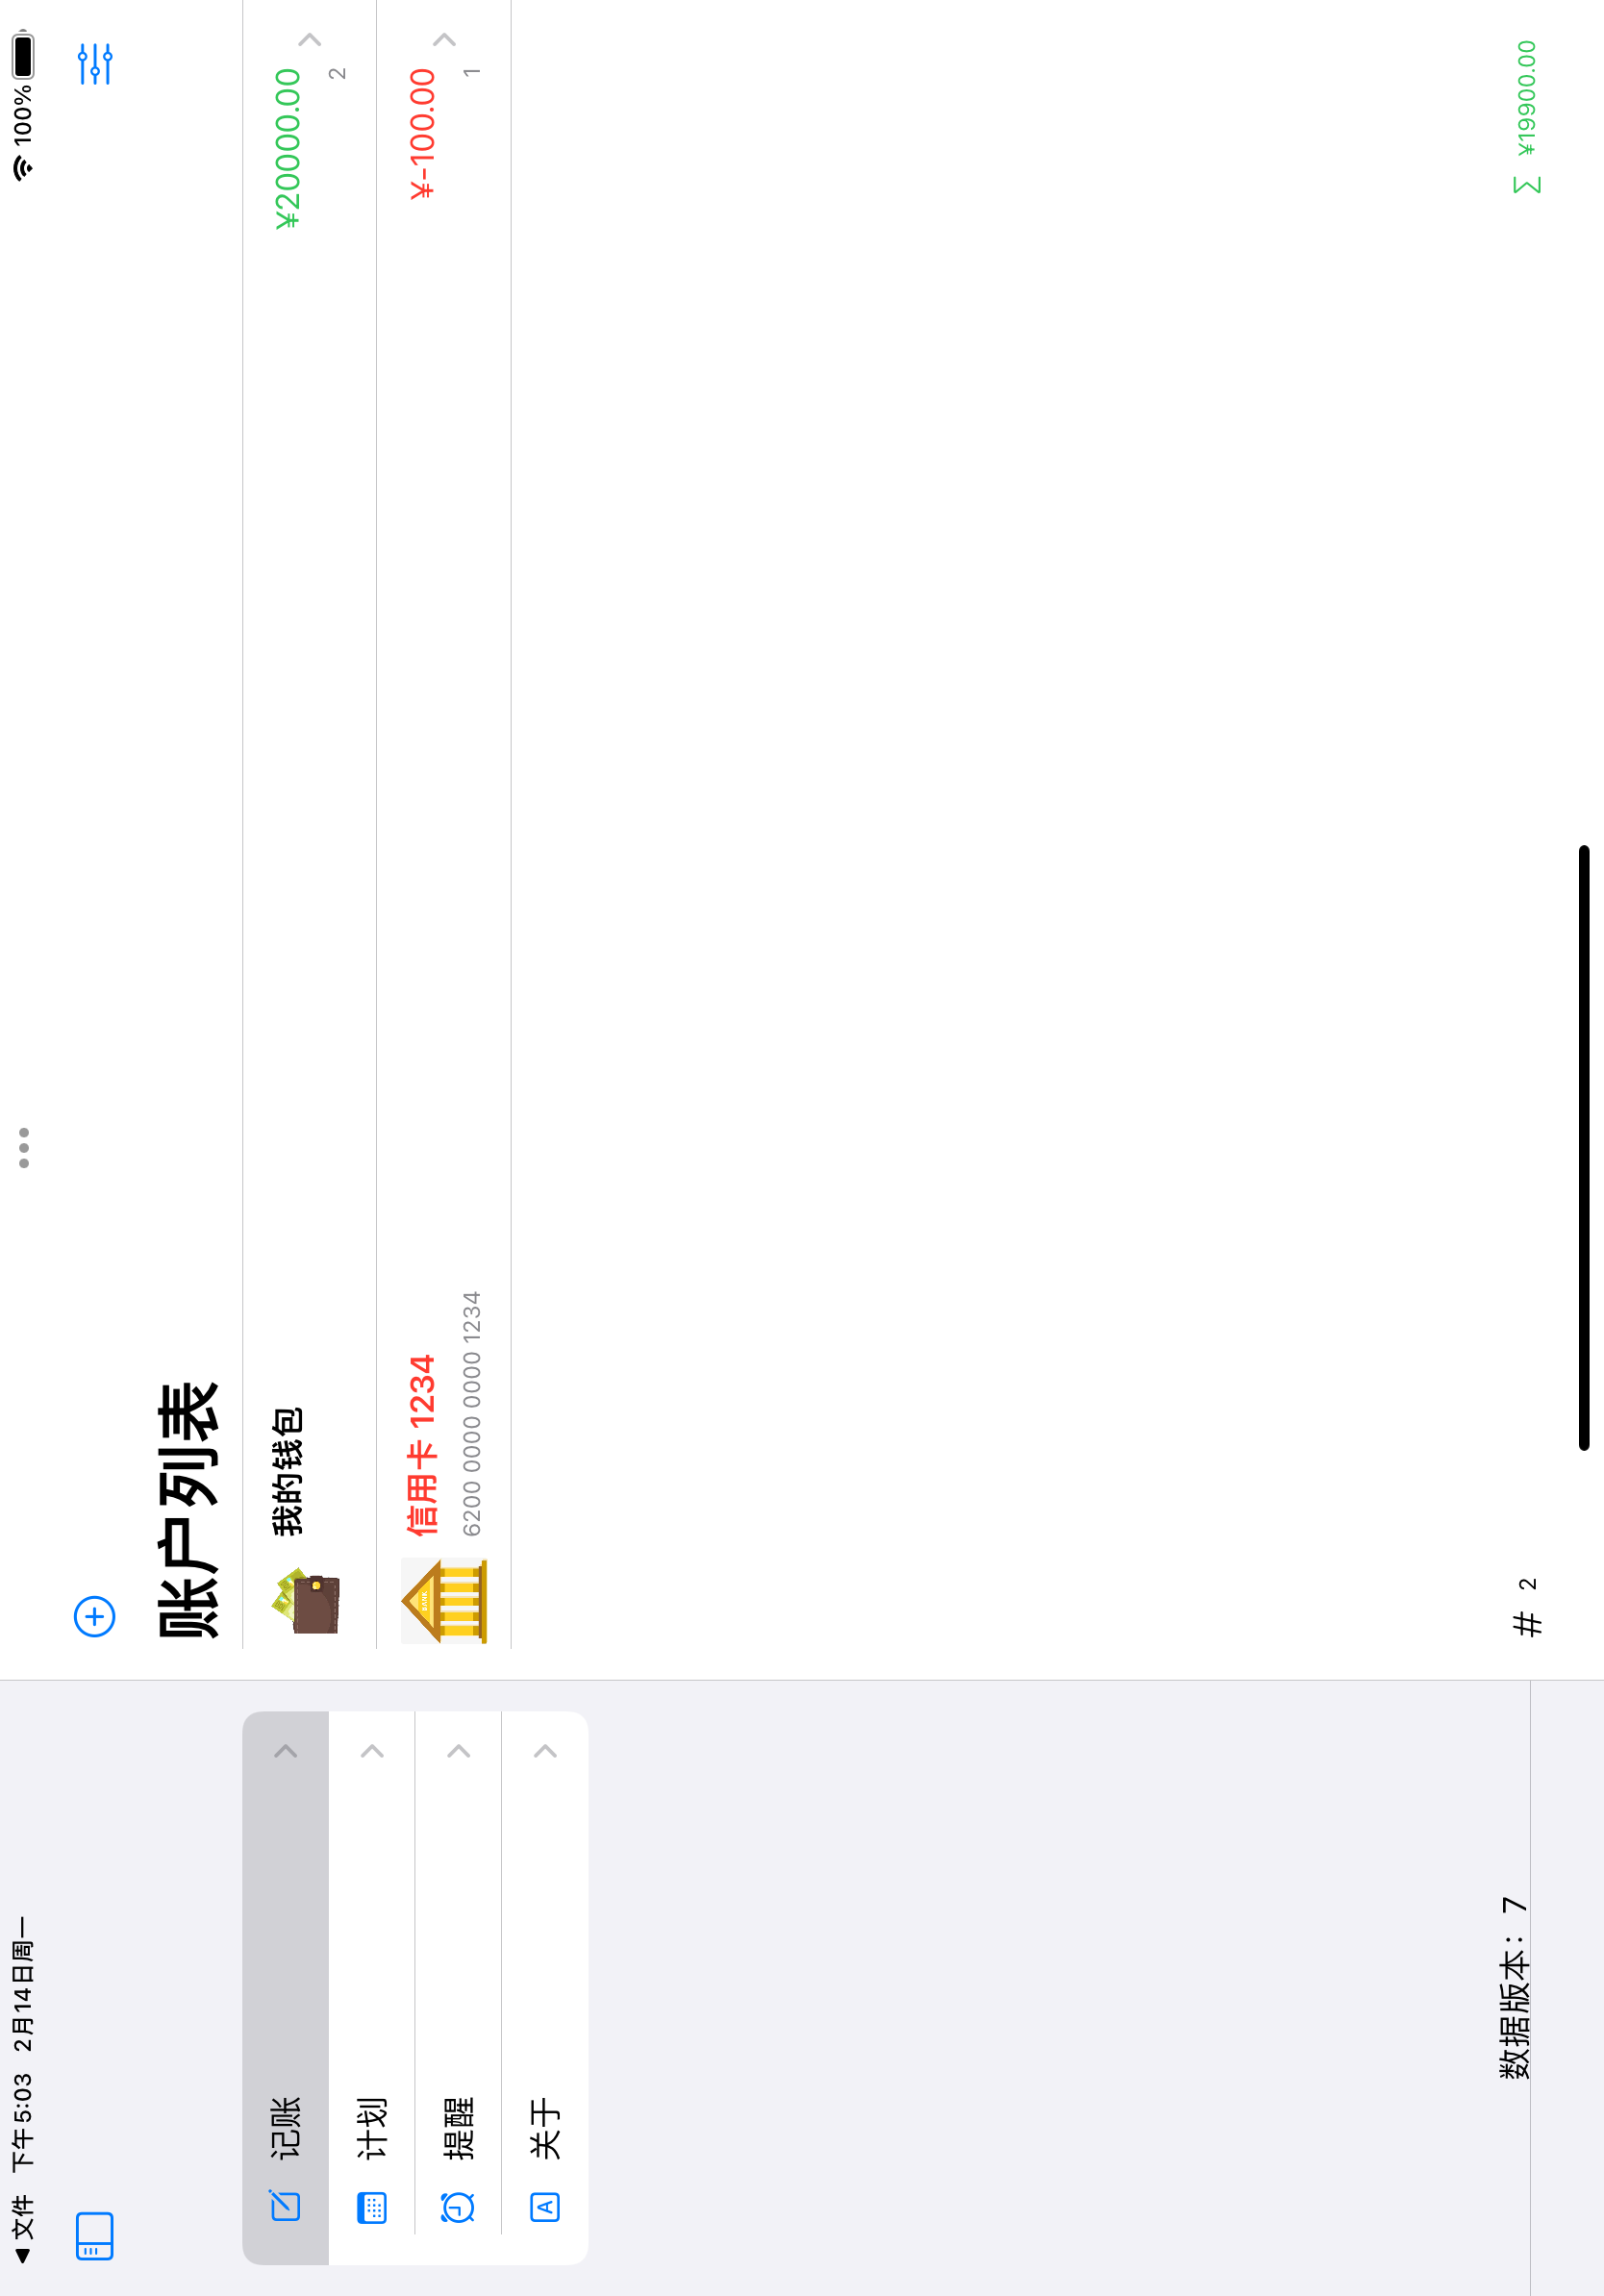 文件 下午5:03 2月14日周一
100%
记账
计划
提醒
关于
数据版本：7
账户列表
我的钱包
¥20000.00
2
BANK
信用卡 1234
¥-100.00
6200 0000 0000 1234
1
# 2
∑ ¥19900.00